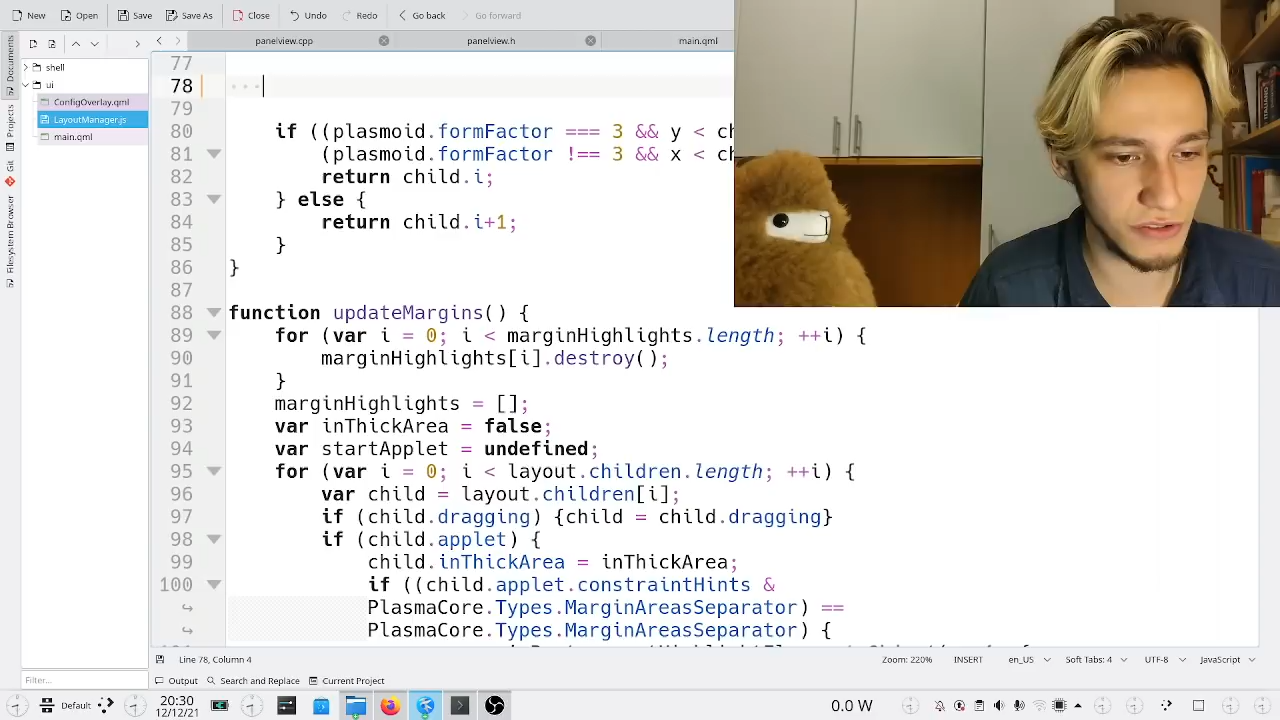 New Save Save As Close Undo Redo Go back Go forward
panelview.cpp panelview.h main.qml
Documents
Projects
Git
Filesystem Browser
shell
ui
ConfigOverlay.qml
LayoutManager.js
main.qml
77
78
79
80 if ((plasmoid.formFactor === 3 && y < ch
81 (plasmoid.formFactor !== 3 && x < ch
82 return child.i;
83 } else {
84 return child.i+1;
85 }
86 }
87
88 function updateMargins() {
89 for (var i = 0; i < marginHighlights.length; ++i) {
90 marginHighlights[i].destroy();
91 }
92 marginHighlights = [];
93 var inThickArea = false;
94 var startApplet = undefined;
95 for (var i = 0; i < layout.children.length; ++i) {
96 var child = layout.children[i];
97 if (child.dragging) {child = child.dragging}
98 if (child.applet) {
99 child.inThickArea = inThickArea;
100 if ((child.applet.constraintHints &
PlasmaCore.Types.MarginAreasSeparator) ==
PlasmaCore.Types.MarginAreasSeparator) {
Line 78, Column 4 Zoom: 220% INSERT en_US Soft Tabs: 4 UTF-8 JavaScript
Filter... Output Search and Replace Current Project
Default: 20:30
12/12/21 0.0 W